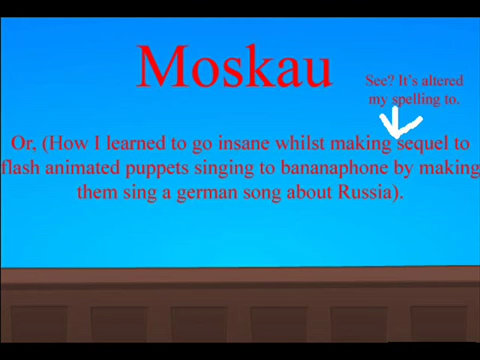 Moskau
See? It's altered
my spelling to.
Or, (How I learned to go insane whilst making sequel to
flash animated puppets singing to bananaphone by making
them sing a german song about Russia).